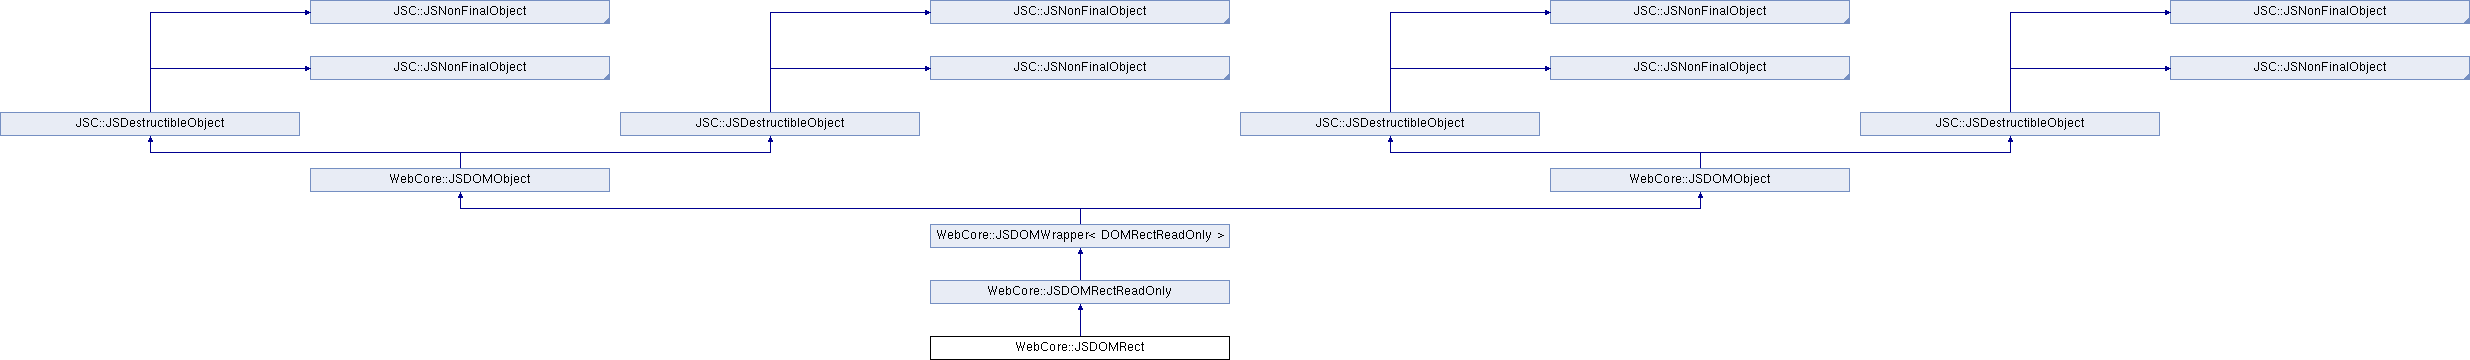 JSC::JSNonFinalObject
JSC::JSNonFinalObject
JSC::JSNonFinalObject
JSC::JSNonFinalObject
JSC::JSNonFinalObject
JSC::JSNonFinalObject
JSC::JSNonFinalObject
JSC::JSNonFinalObject
JSC::JSDestructibleObject
JSC::JSDestructibleObject
JSC::JSDestructibleObject
JSC::JSDestructibleObject
WebCore::JSDOMObject
WebCore::JSDOMObject
WebCore::JSDOMWrapper< DOMRectReadOnly >
WebCore::JSDOMRectReadOnly
WebCore::JSDOMRect